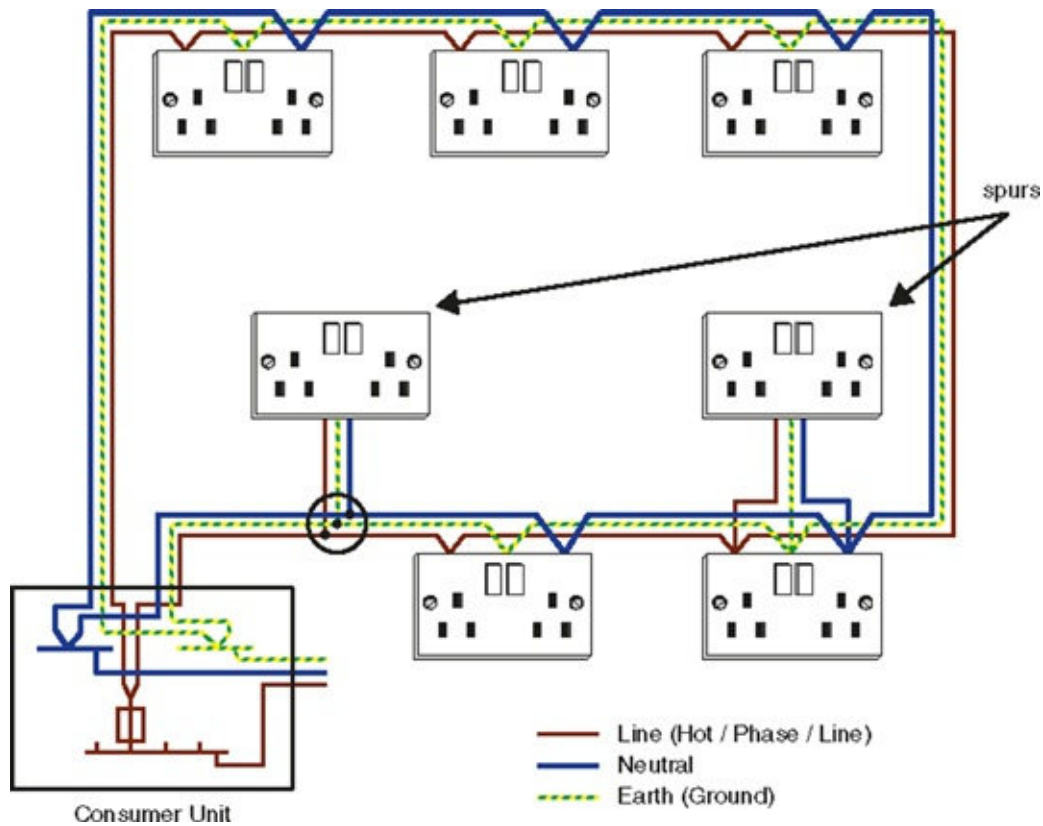 spurs
Line (Hot / Phase / Line)
Neutral
Earth (Ground)
Consumer Unit